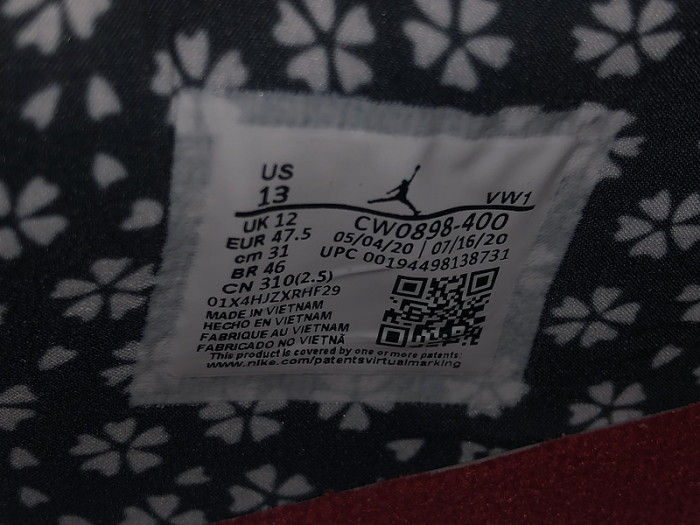 US
13
VW1
UK 12
EUR 47.5
cm 31
BR 46
CN 310(2.5)
01X4HJZXRHF29
CW0898-400
05/04/20 | 07/16/20
UPC 00194498138731
MADE IN VIETNAM
HECHO EN VIETNAM
FABRIQUE AU VIETNAM
FABRICADO NO VIETNÃ
This product is covered by one or more patents:
www.nike.com/patentsvirtualmarking